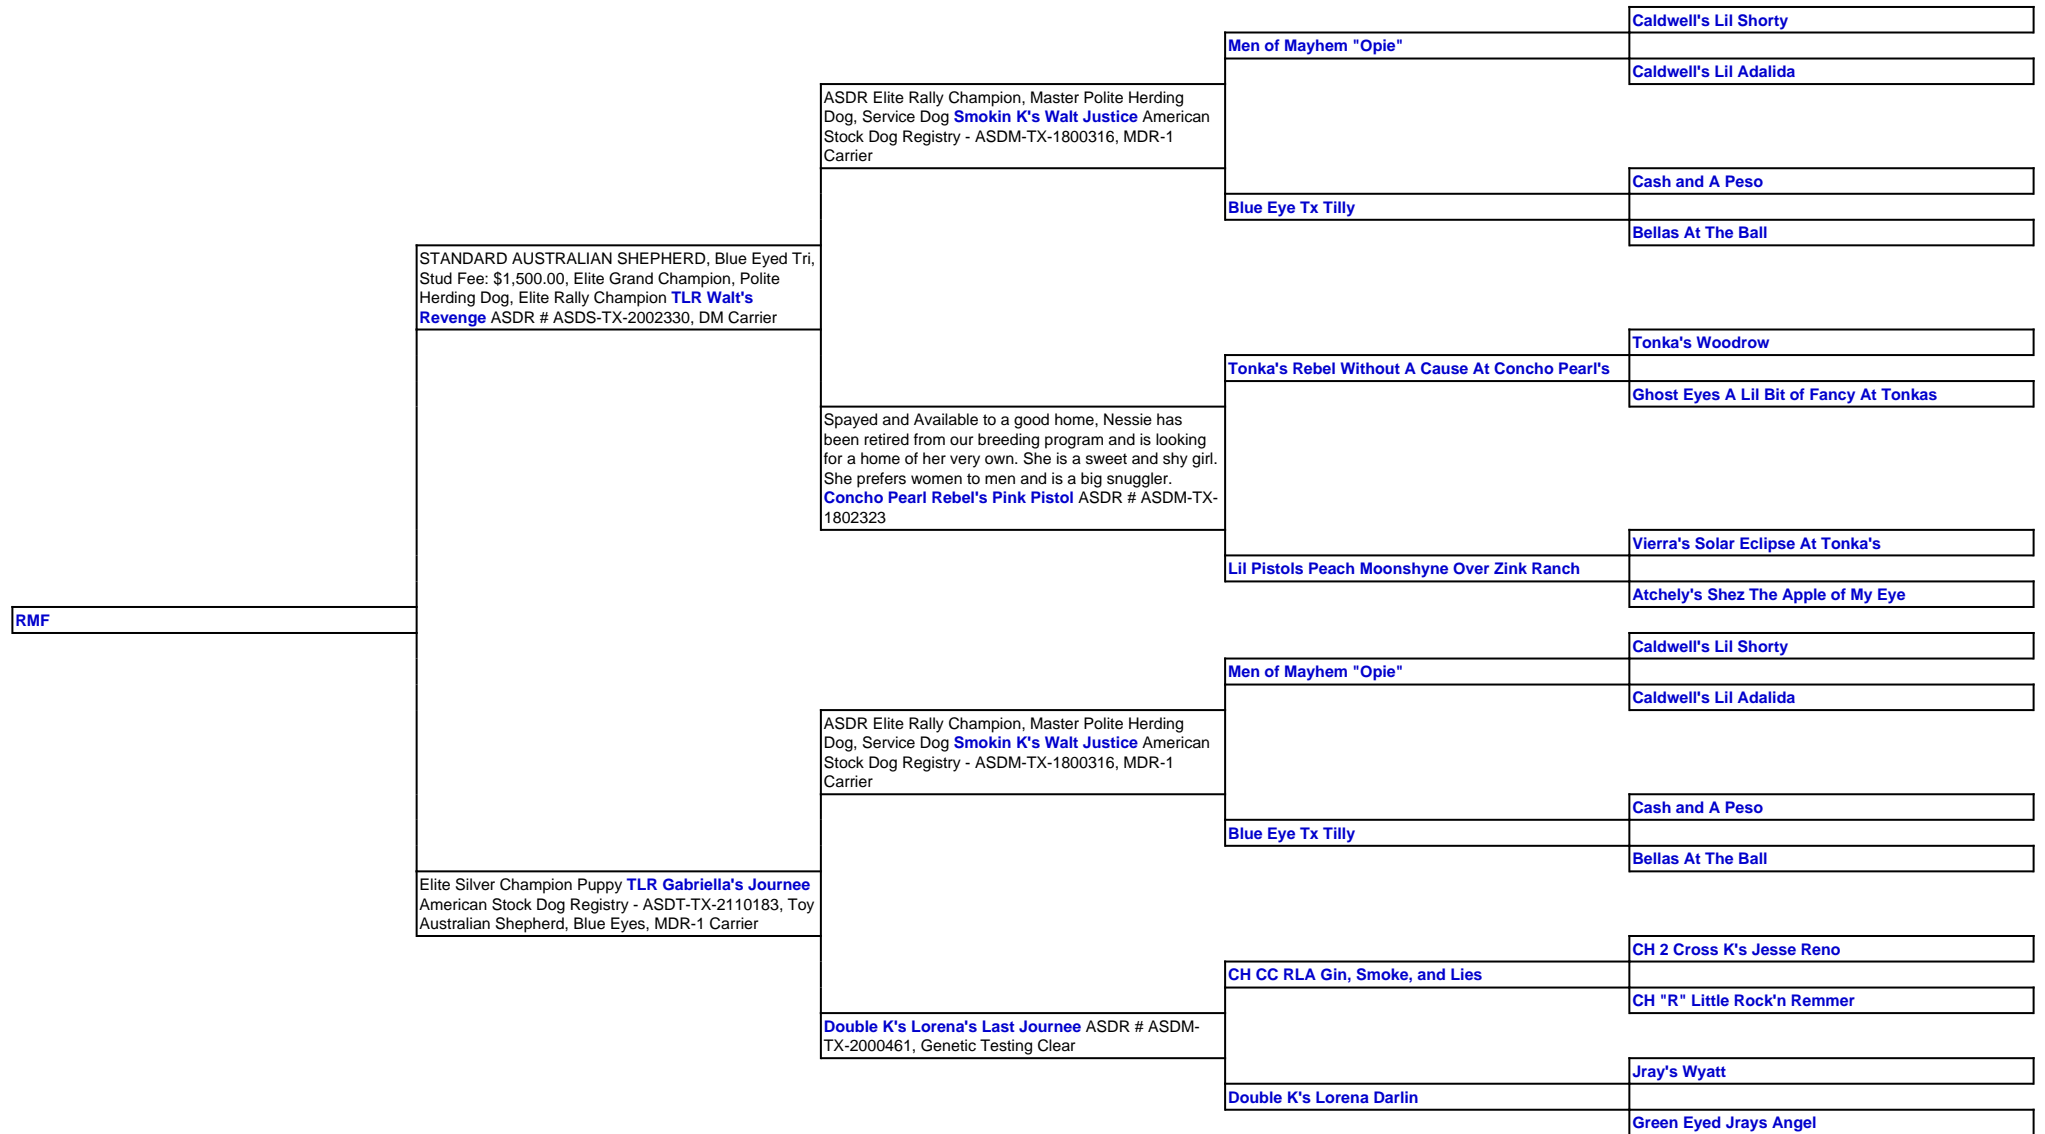 Caldwell's Lil Shorty
Men of Mayhem "Opie"
Caldwell's Lil Adalida
ASDR Elite Rally Champion, Master Polite Herding
Dog, Service Dog Smokin K's Walt Justice American
Stock Dog Registry - ASDM-TX-1800316, MDR-1
Carrier
Cash and A Peso
Blue Eye Tx Tilly
Bellas At The Ball
STANDARD AUSTRALIAN SHEPHERD, Blue Eyed Tri,
Stud Fee: $1,500.00, Elite Grand Champion, Polite
Herding Dog, Elite Rally Champion TLR Walt's
Revenge ASDR # ASDS-TX-2002330, DM Carrier
Tonka's Woodrow
Tonka's Rebel Without A Cause At Concho Pearl's
Ghost Eyes A Lil Bit of Fancy At Tonkas
Spayed and Available to a good home, Nessie has
been retired from our breeding program and is looking
for a home of her very own. She is a sweet and shy girl.
She prefers women to men and is a big snuggler.
Concho Pearl Rebel's Pink Pistol ASDR # ASDM-TX-
1802323
Vierra's Solar Eclipse At Tonka's
Lil Pistols Peach Moonshyne Over Zink Ranch
Atchely's Shez The Apple of My Eye
RMF
Caldwell's Lil Shorty
Men of Mayhem "Opie"
Caldwell's Lil Adalida
ASDR Elite Rally Champion, Master Polite Herding
Dog, Service Dog Smokin K's Walt Justice American
Stock Dog Registry - ASDM-TX-1800316, MDR-1
Carrier
Cash and A Peso
Blue Eye Tx Tilly
Bellas At The Ball
Elite Silver Champion Puppy TLR Gabriella's Journee
American Stock Dog Registry - ASDT-TX-2110183, Toy
Australian Shepherd, Blue Eyes, MDR-1 Carrier
CH 2 Cross K's Jesse Reno
CH CC RLA Gin, Smoke, and Lies
CH "R" Little Rock'n Remmer
Double K's Lorena's Last Journee ASDR # ASDM-
TX-2000461, Genetic Testing Clear
Jray's Wyatt
Double K's Lorena Darlin
Green Eyed Jrays Angel